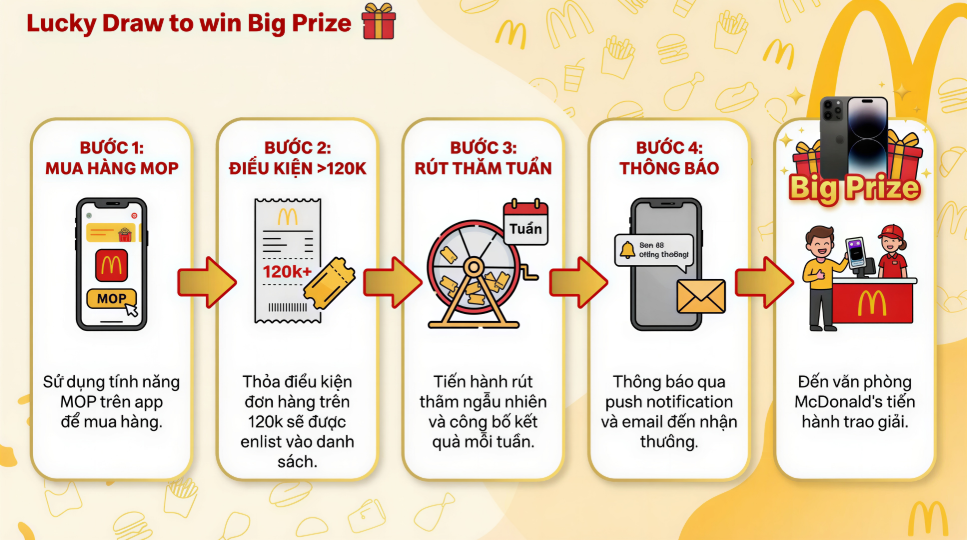 Lucky Draw to win Big Prize
BƯỚC 1:
MUA HÀNG MOP
MOP
Sử dụng tính năng
MOP trên app
để mua hàng.
BƯỚC 2:
ĐIỀU KIỆN >120K
120k+
Thỏa điều kiện
đơn hàng trên
120k sẽ được
enlist vào danh
sách.
BƯỚC 3:
RÚT THĂM TUẦN
Tuần
Tiến hành rút
thăm ngẫu nhiên
và công bố kết
quả mỗi tuần.
BƯỚC 4:
THÔNG BÁO
Thông báo qua
push notification
và email đến nhận
thưởng.
Big Prize
Đến văn phòng
McDonald's tiến
hành trao giải.